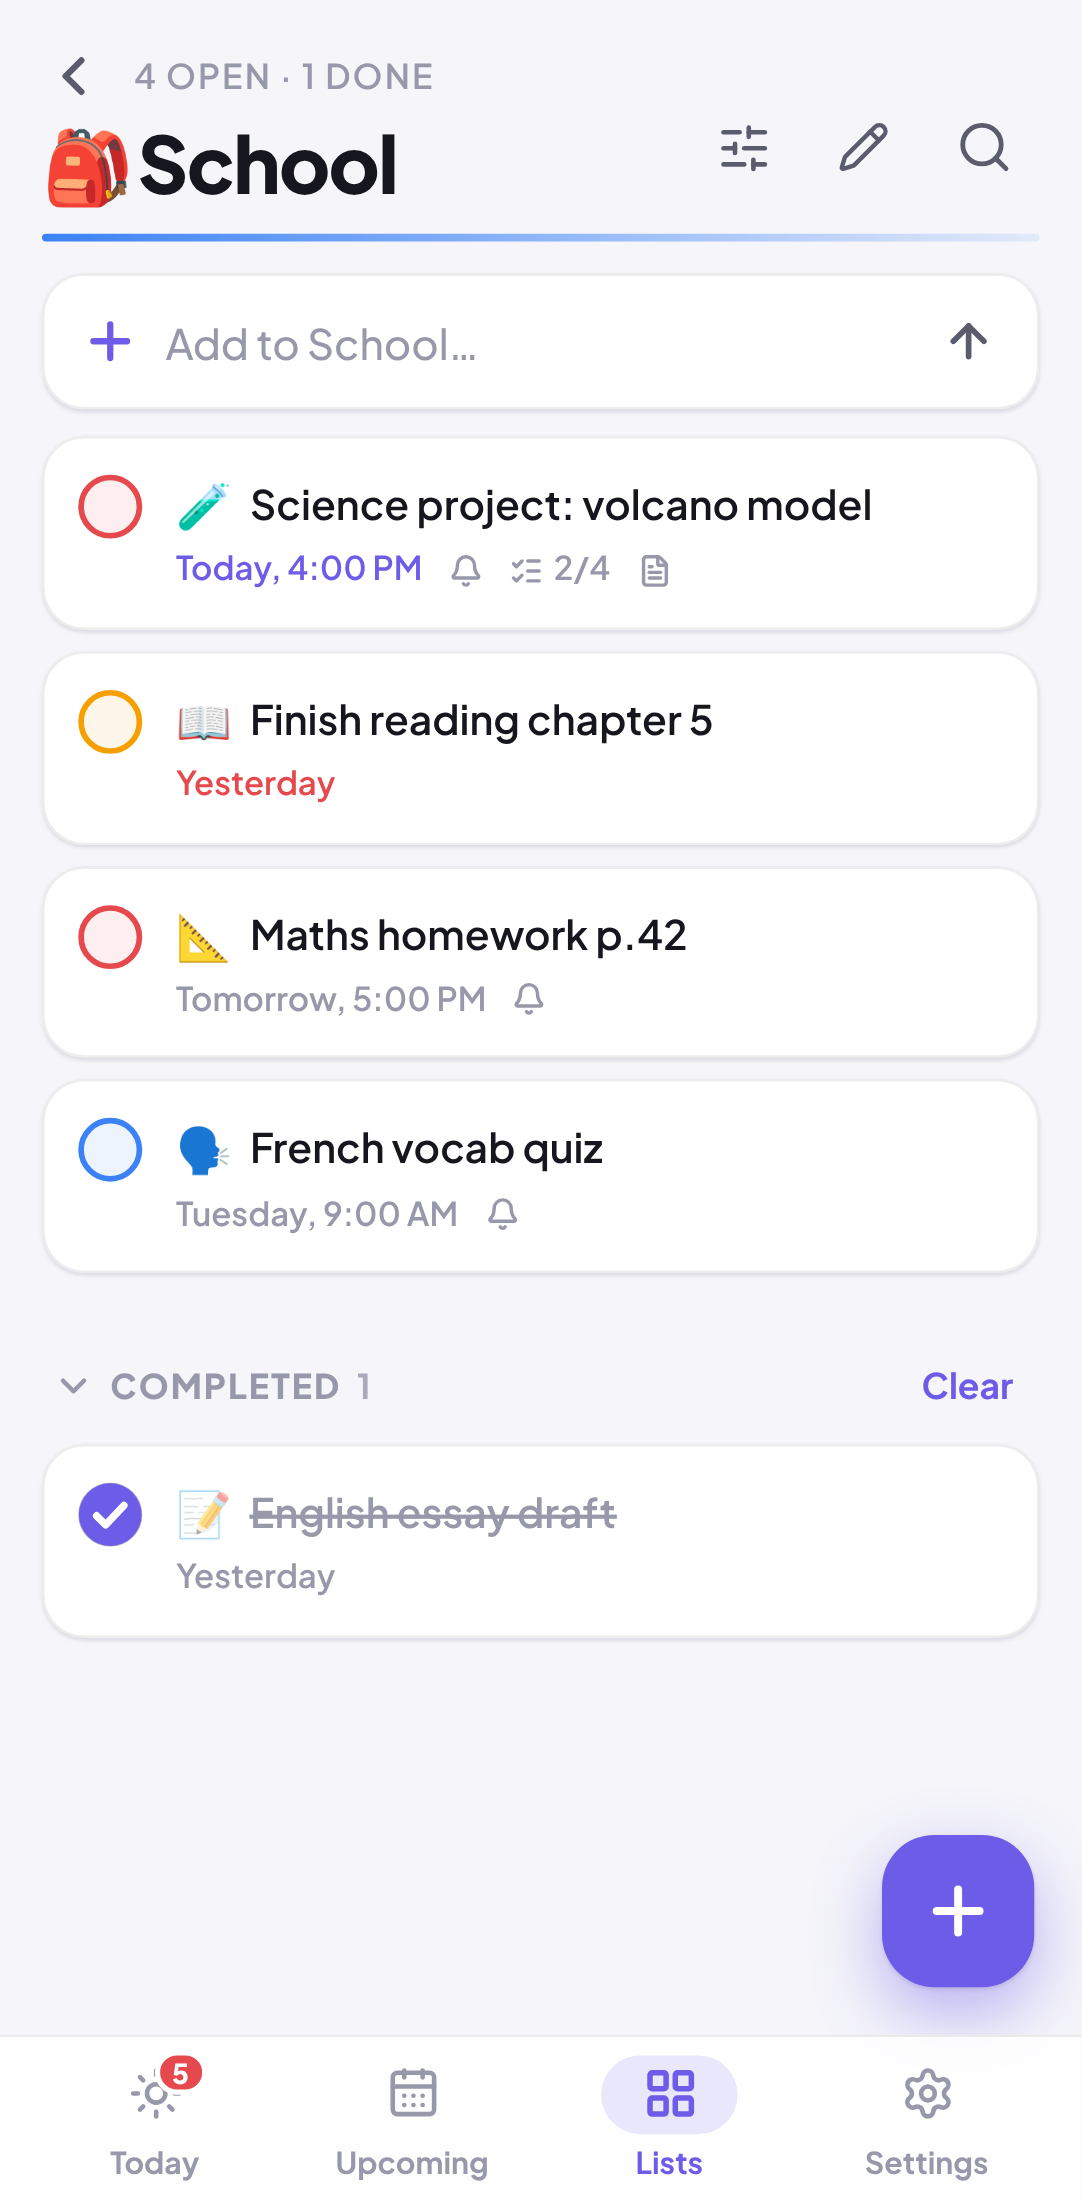 4 OPEN · 1 DONE
School
Add to School...
Science project: volcano model
Today, 4:00 PM 2/4
Finish reading chapter 5
Yesterday
Maths homework p.42
Tomorrow, 5:00 PM
French vocab quiz
Tuesday, 9:00 AM
COMPLETED 1 Clear
English essay draft
Yesterday
5
Today Upcoming Lists Settings